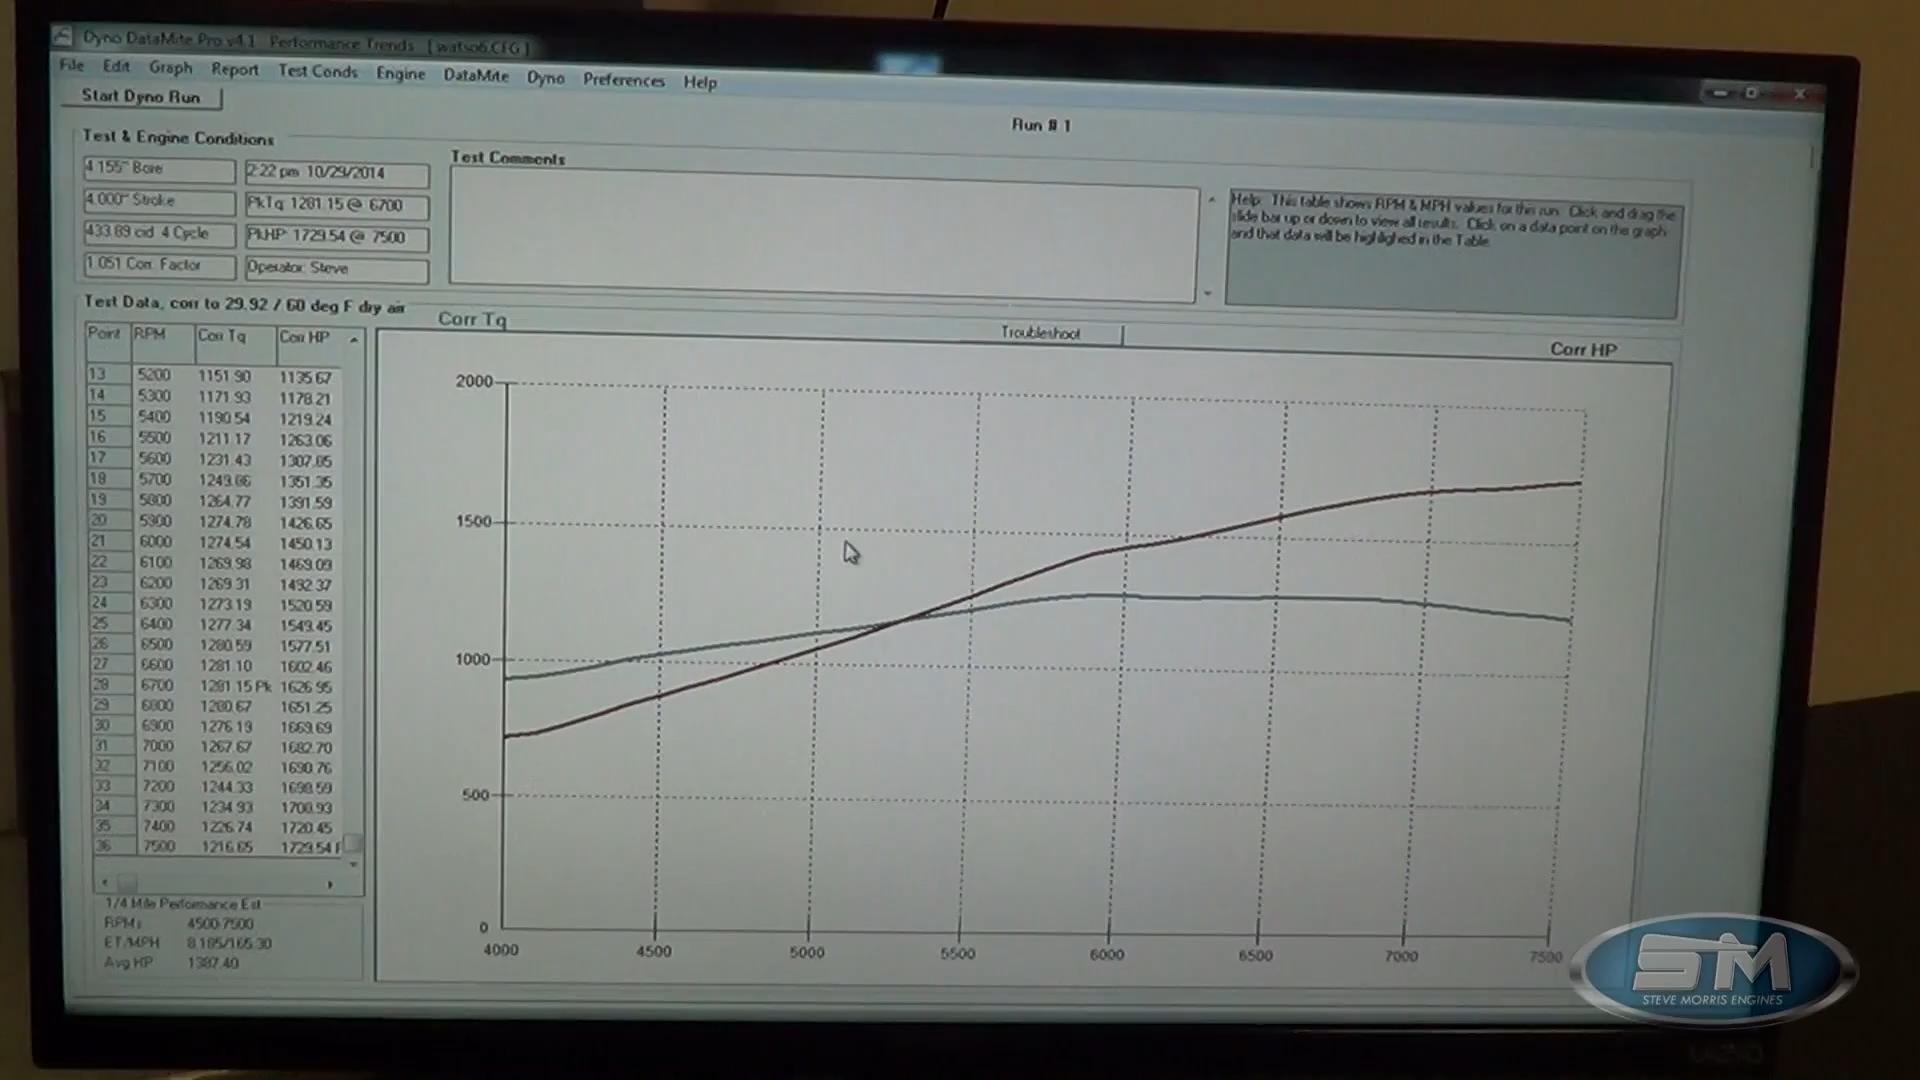 Dyno DataMite Pro v4.1 Performance Trends [ watso6.CFG ]
File Edit Graph Report Test Conds Engine DataMite Dyno Preferences Help
Start Dyno Run
Run # 1
Test & Engine Conditions
4.155" Bore
2:22 pm 10/29/2014
4.000" Stroke
PkTq: 1281.15 @ 6700
433.89 cid 4 Cycle
PkHP: 1729.54 @ 7500
1.051 Corr. Factor
Operator: Steve
Test Comments
Help: This table shows RPM & MPH values for this run. Click and drag the
slide bar up or down to view all results. Click on a data point on the graph
and that data will be highlighed in the Table.
Test Data, corr to 29.92 / 60 deg F dry air
Point RPM Corr Tq Corr HP
13 5200 1151.90 1135.67
14 5300 1171.93 1178.21
15 5400 1190.54 1219.24
16 5500 1211.17 1263.06
17 5600 1231.43 1307.85
18 5700 1249.86 1351.35
19 5800 1264.77 1391.59
20 5900 1274.78 1426.65
21 6000 1274.54 1450.13
22 6100 1269.98 1469.09
23 6200 1269.31 1492.37
24 6300 1273.19 1520.59
25 6400 1277.34 1549.45
26 6500 1280.59 1577.51
27 6600 1281.10 1602.46
28 6700 1281.15 Pk 1626.95
29 6800 1280.67 1651.25
30 6900 1276.19 1669.69
31 7000 1267.67 1682.70
32 7100 1256.02 1690.76
33 7200 1244.33 1698.59
34 7300 1234.93 1708.93
35 7400 1226.74 1720.45
36 7500 1216.65 1729.54 P
1/4 Mile Performance Est
RPMs 4500-7500
ET/MPH 8.185/165.30
Avg HP 1387.40
Corr Tq
Troubleshoot
Corr HP
2000
1500
1000
500
0
4000 4500 5000 5500 6000 6500 7000 7500
SM
STEVE MORRIS ENGINES
VIZIO